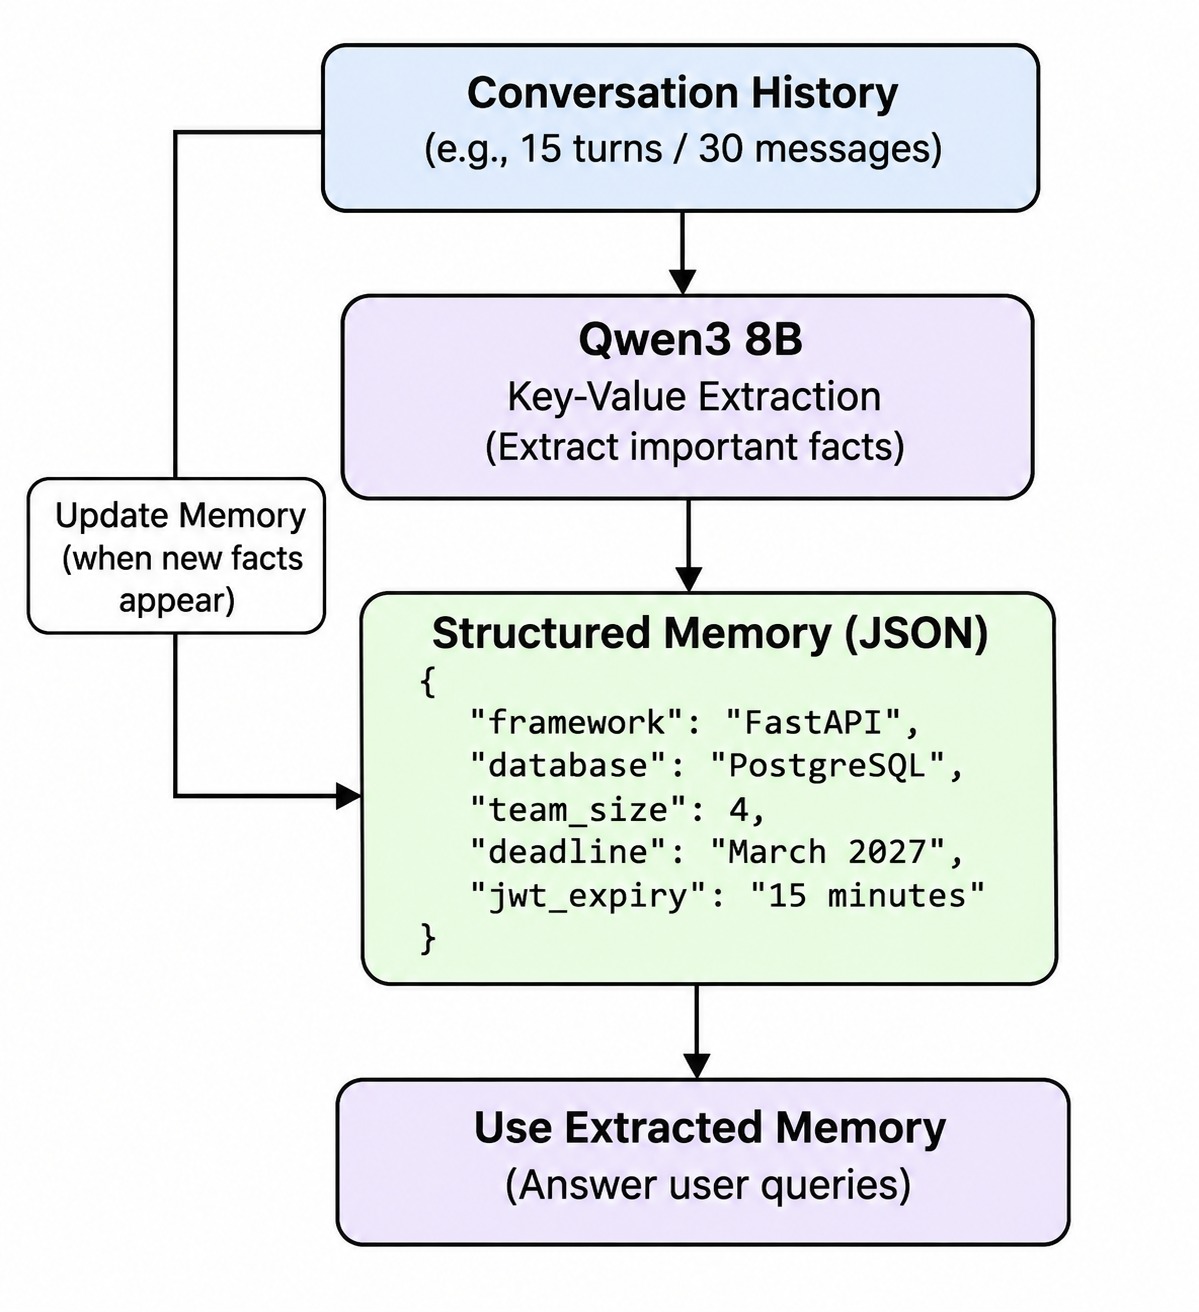 Conversation History
(e.g., 15 turns / 30 messages)
Qwen3 8B
Key-Value Extraction
(Extract important facts)
Update Memory
(when new facts
appear)
Structured Memory (JSON)
{
"framework": "FastAPI",
"database": "PostgreSQL",
"team_size": 4,
"deadline": "March 2027",
"jwt_expiry": "15 minutes"
}
Use Extracted Memory
(Answer user queries)